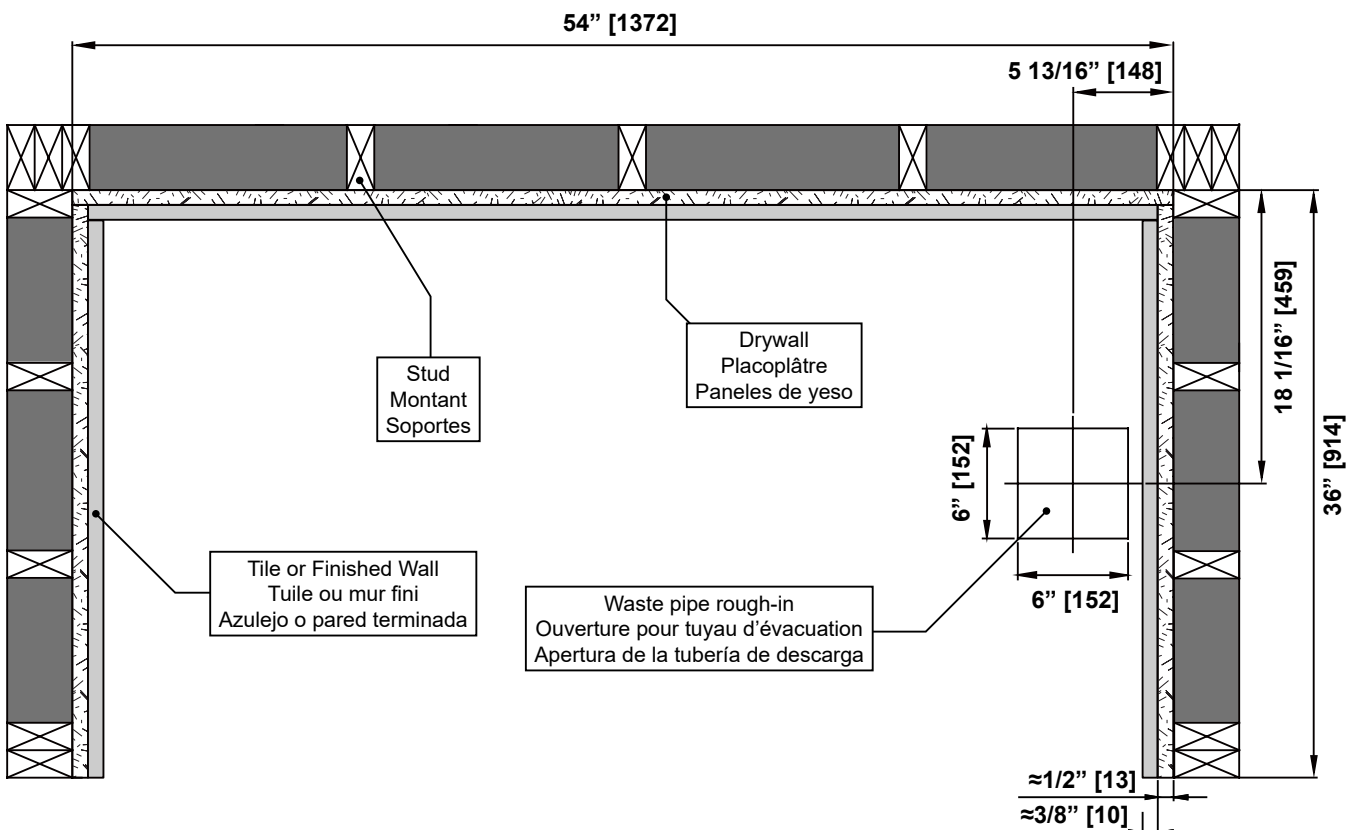 54” [1372]
5 13/16” [148]
18 1/16” [459]
36” [914]
Stud
Montant
Soportes
Drywall
Placoplâtre
Paneles de yeso
6” [152]
6” [152]
Tile or Finished Wall
Tuile ou mur fini
Azulejo o pared terminada
Waste pipe rough-in
Ouverture pour tuyau d’évacuation
Apertura de la tubería de descarga
≈1/2” [13]
≈3/8” [10]